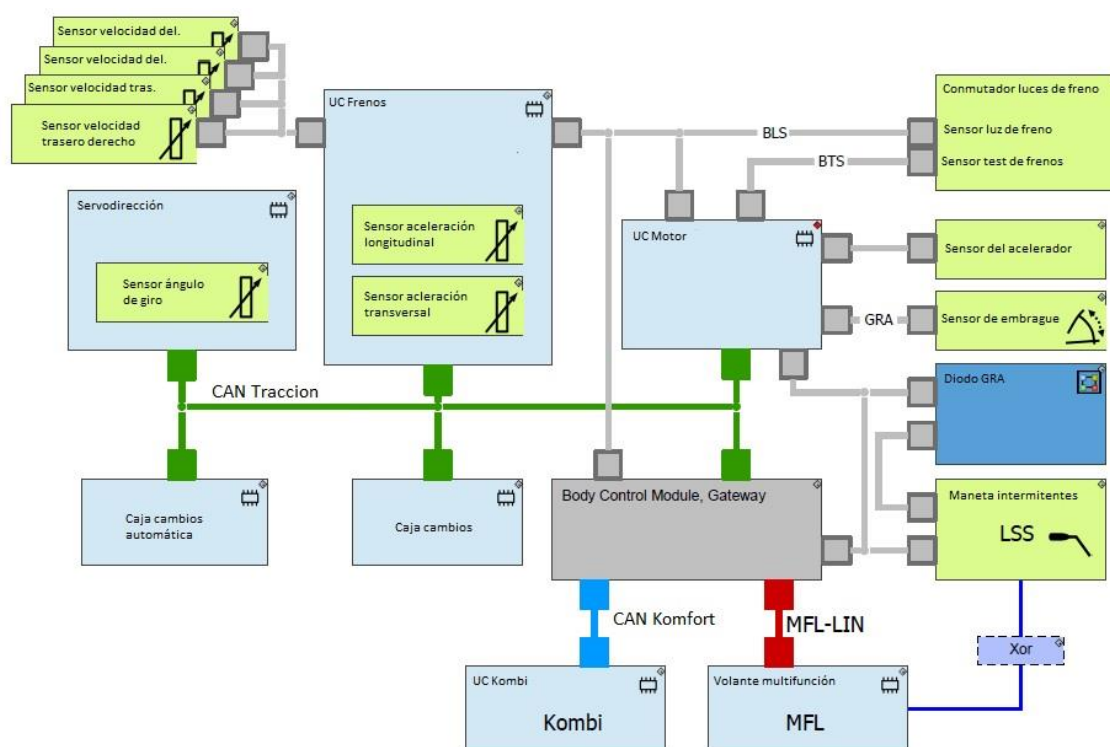 Sensor velocidad del.
Sensor velocidad del.
Sensor velocidad tras.
Sensor velocidad
trasero derecho
UC Frenos
Sensor aceleración
longitudinal
Sensor acleración
transversal
Servodirección
Sensor ángulo
de giro
BLS
BTS
Conmutador luces de freno
Sensor luz de freno
Sensor test de frenos
UC Motor
Sensor del acelerador
GRA
Sensor de embrague
Diodo GRA
CAN Traccion
Caja cambios
automática
Caja cambios
Body Control Module, Gateway
Maneta intermitentes
LSS
CAN Komfort
MFL-LIN
Xor
UC Kombi
Kombi
Volante multifunción
MFL